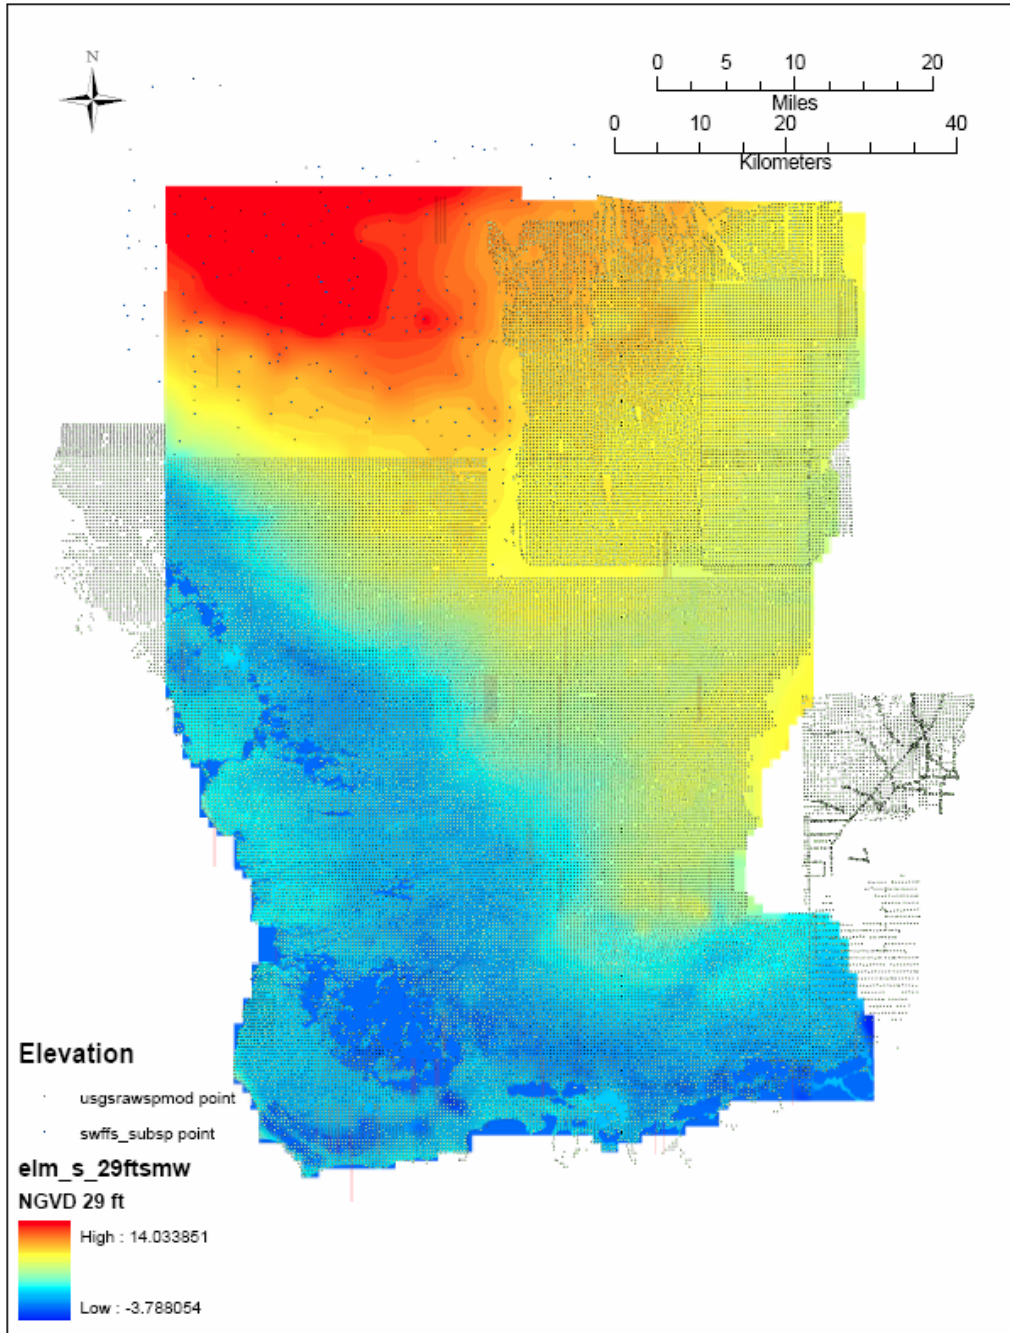 N
0 5 10 20
Miles
0 10 20 40
Kilometers
Elevation
usgsrawspmod point
swffs_subsp point
elm_s_29ftsmw
NGVD 29 ft
High : 14.033851
Low : -3.788054